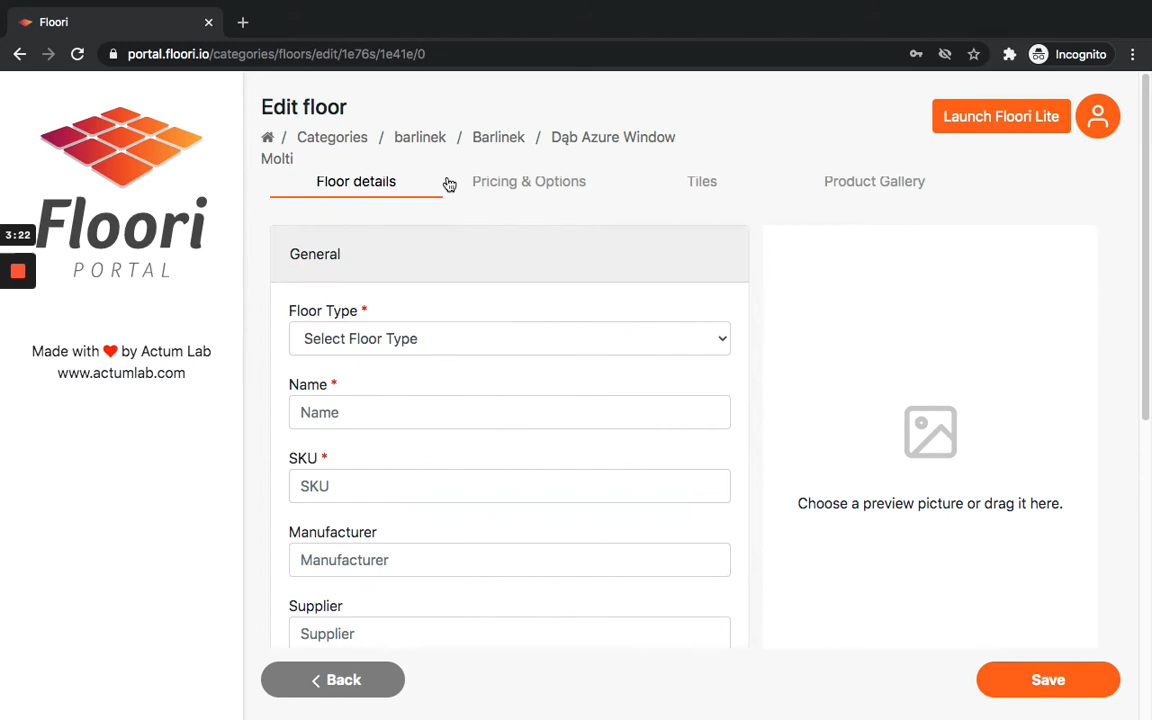 Floori
portal.floori.io/categories/floors/edit/1e76s/1e41e/0
Incognito
Edit floor
/ Categories / barlinek / Barlinek / Dąb Azure Window
Molti
Launch Floori Lite
Floor details
Pricing & Options
Tiles
Product Gallery
Floori
PORTAL
3:22
Made with ❤ by Actum Lab
www.actumlab.com
General
Floor Type *
Select Floor Type
Name *
Name
SKU *
SKU
Manufacturer
Manufacturer
Supplier
Supplier
Choose a preview picture or drag it here.
Back
Save